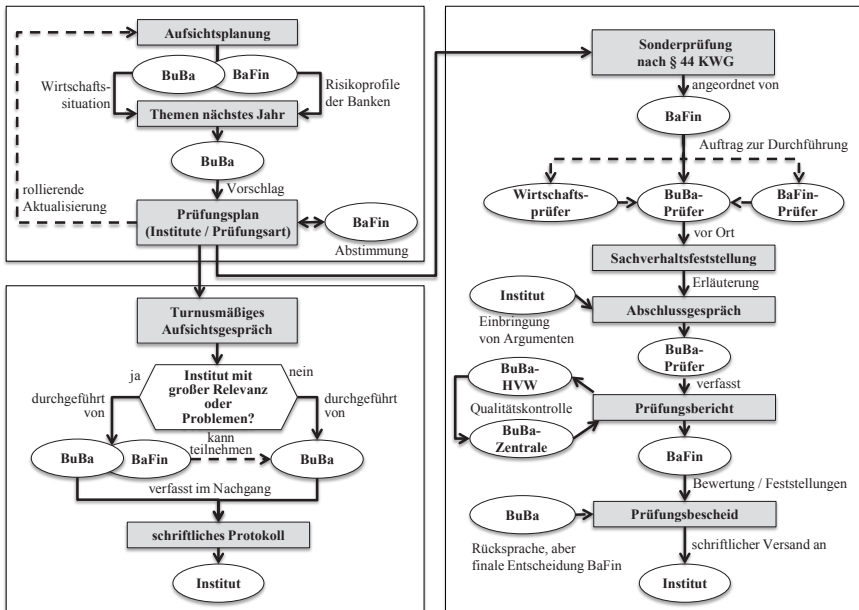 Aufsichtsplanung
BuBa
BaFin
Wirtschafts-
situation
Risikoprofile
der Banken
Themen nächstes Jahr
BuBa
Vorschlag
rollierende
Aktualisierung
Prüfungsplan
(Institute / Prüfungsart)
BaFin
Abstimmung
Turnusmäßiges
Aufsichtsgespräch
ja
Institut mit
großer Relevanz
oder
Problemen?
nein
durchgeführt
von
durchgeführt
von
BuBa
BaFin
kann
teilnehmen
BuBa
verfasst im Nachgang
schriftliches Protokoll
Institut
Sonderprüfung
nach § 44 KWG
angeordnet von
BaFin
Auftrag zur Durchführung
Wirtschafts-
prüfer
BuBa-
Prüfer
BaFin-
Prüfer
vor Ort
Sachverhaltsfeststellung
Erläuterung
Institut
Einbringung
von Argumenten
Abschlussgespräch
BuBa-
Prüfer
verfasst
BuBa-
HVW
Qualitätskontrolle
BuBa-
Zentrale
Prüfungsbericht
BaFin
Bewertung / Feststellungen
BuBa
Prüfungsbescheid
Rücksprache, aber
finale Entscheidung BaFin
schriftlicher Versand an
Institut